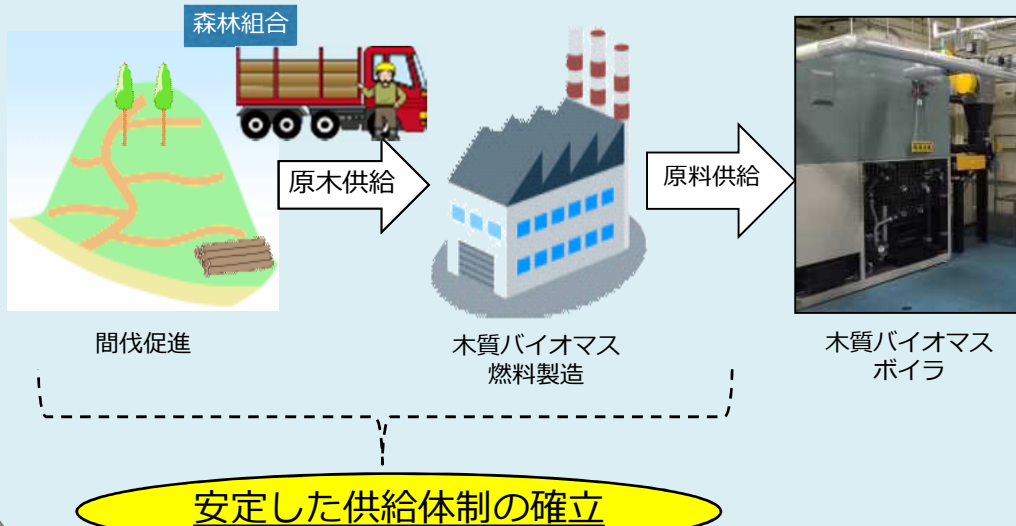 森林組合
原木供給
原料供給
間伐促進
木質バイオマス
燃料製造
木質バイオマス
ボイラ
安定した供給体制の確立